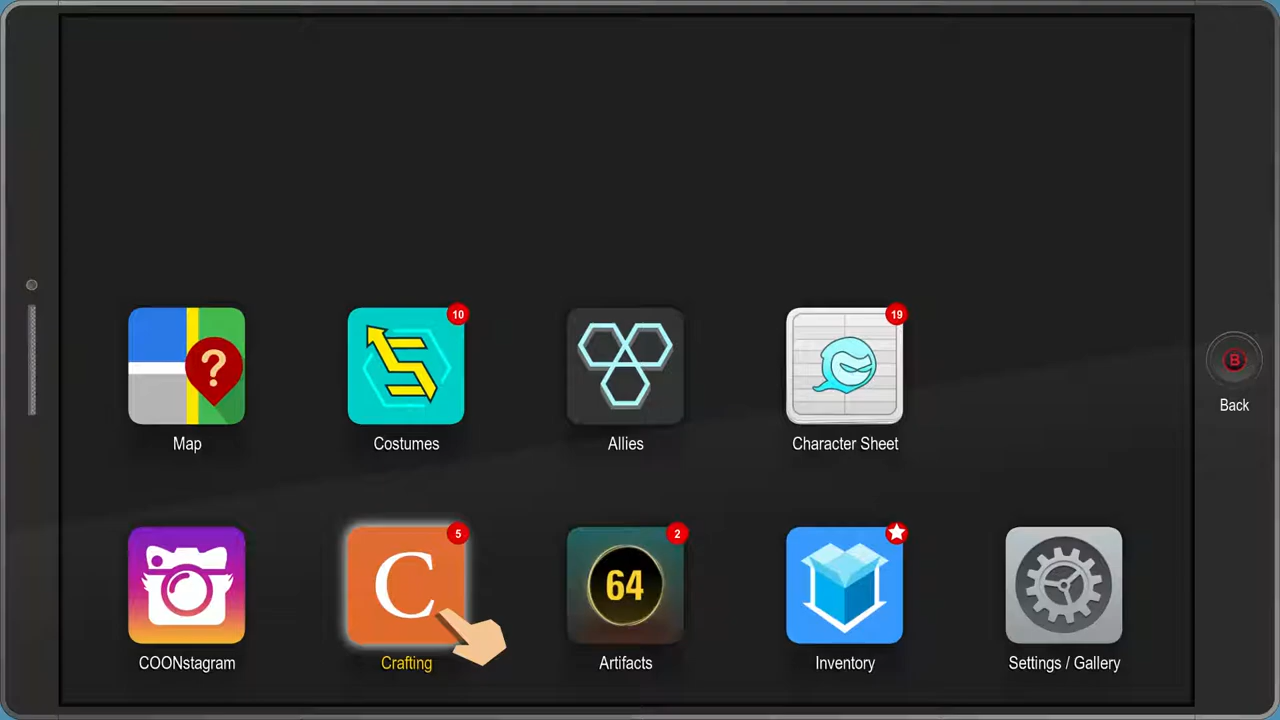 10
19
?
B
Map
Costumes
Allies
Character Sheet
Back
5
2
C
64
COONstagram
Crafting
Artifacts
Inventory
Settings / Gallery